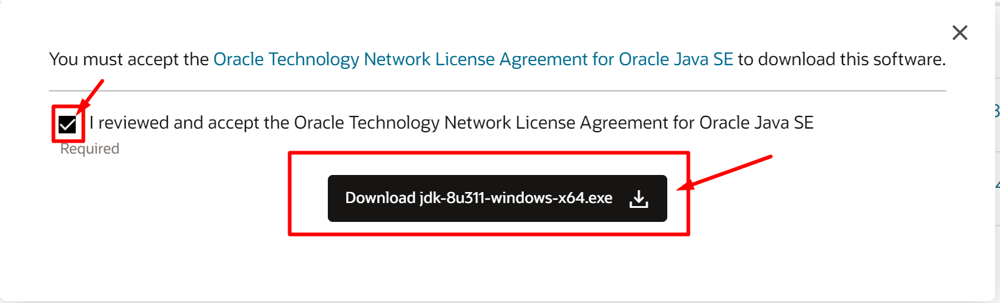 You must accept the Oracle Technology Network License Agreement for Oracle Java SE to download this software.
I reviewed and accept the Oracle Technology Network License Agreement for Oracle Java SE
Required
Download jdk-8u311-windows-x64.exe